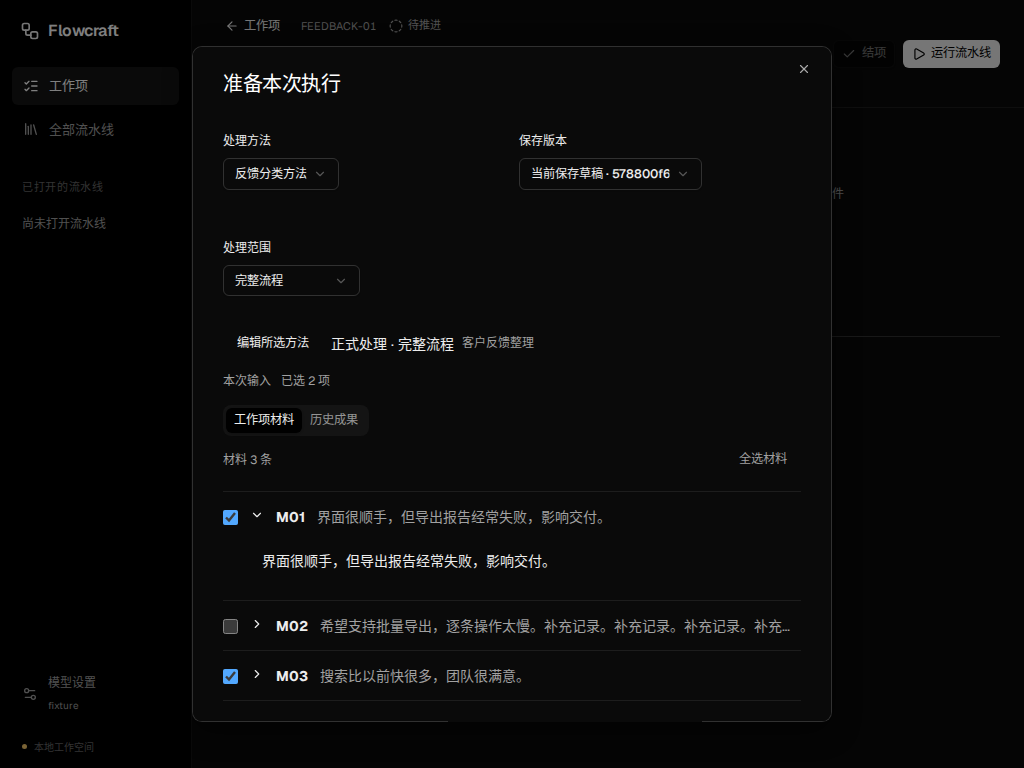 Flowcraft
工作项
全部流水线
已打开的流水线
尚未打开流水线
模型设置
fixture
本地工作空间
工作项 FEEDBACK-01 待推进
结项 运行流水线
件
准备本次执行
处理方法 保存版本
反馈分类方法 当前保存草稿 · 578800f6
处理范围
完整流程
编辑所选方法 正式处理 · 完整流程 客户反馈整理
本次输入 已选 2 项
工作项材料 历史成果
材料 3 条 全选材料
M01 界面很顺手，但导出报告经常失败，影响交付。
界面很顺手，但导出报告经常失败，影响交付。
M02 希望支持批量导出，逐条操作太慢。补充记录。补充记录。补充记录。补充...
M03 搜索比以前快很多，团队很满意。